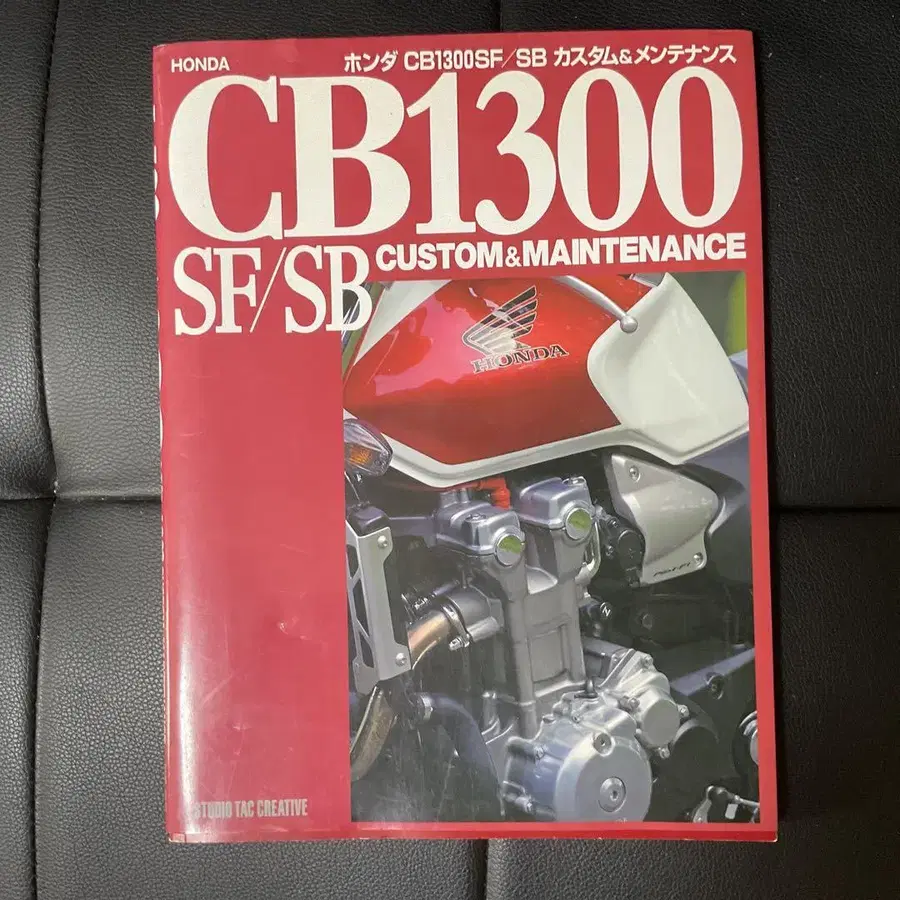 HONDA
ホンダ CB1300SF/SB カスタム&メンテナンス
CB1300
SF/SB
CUSTOM&MAINTENANCE
HONDA
STUDIO TAC CREATIVE